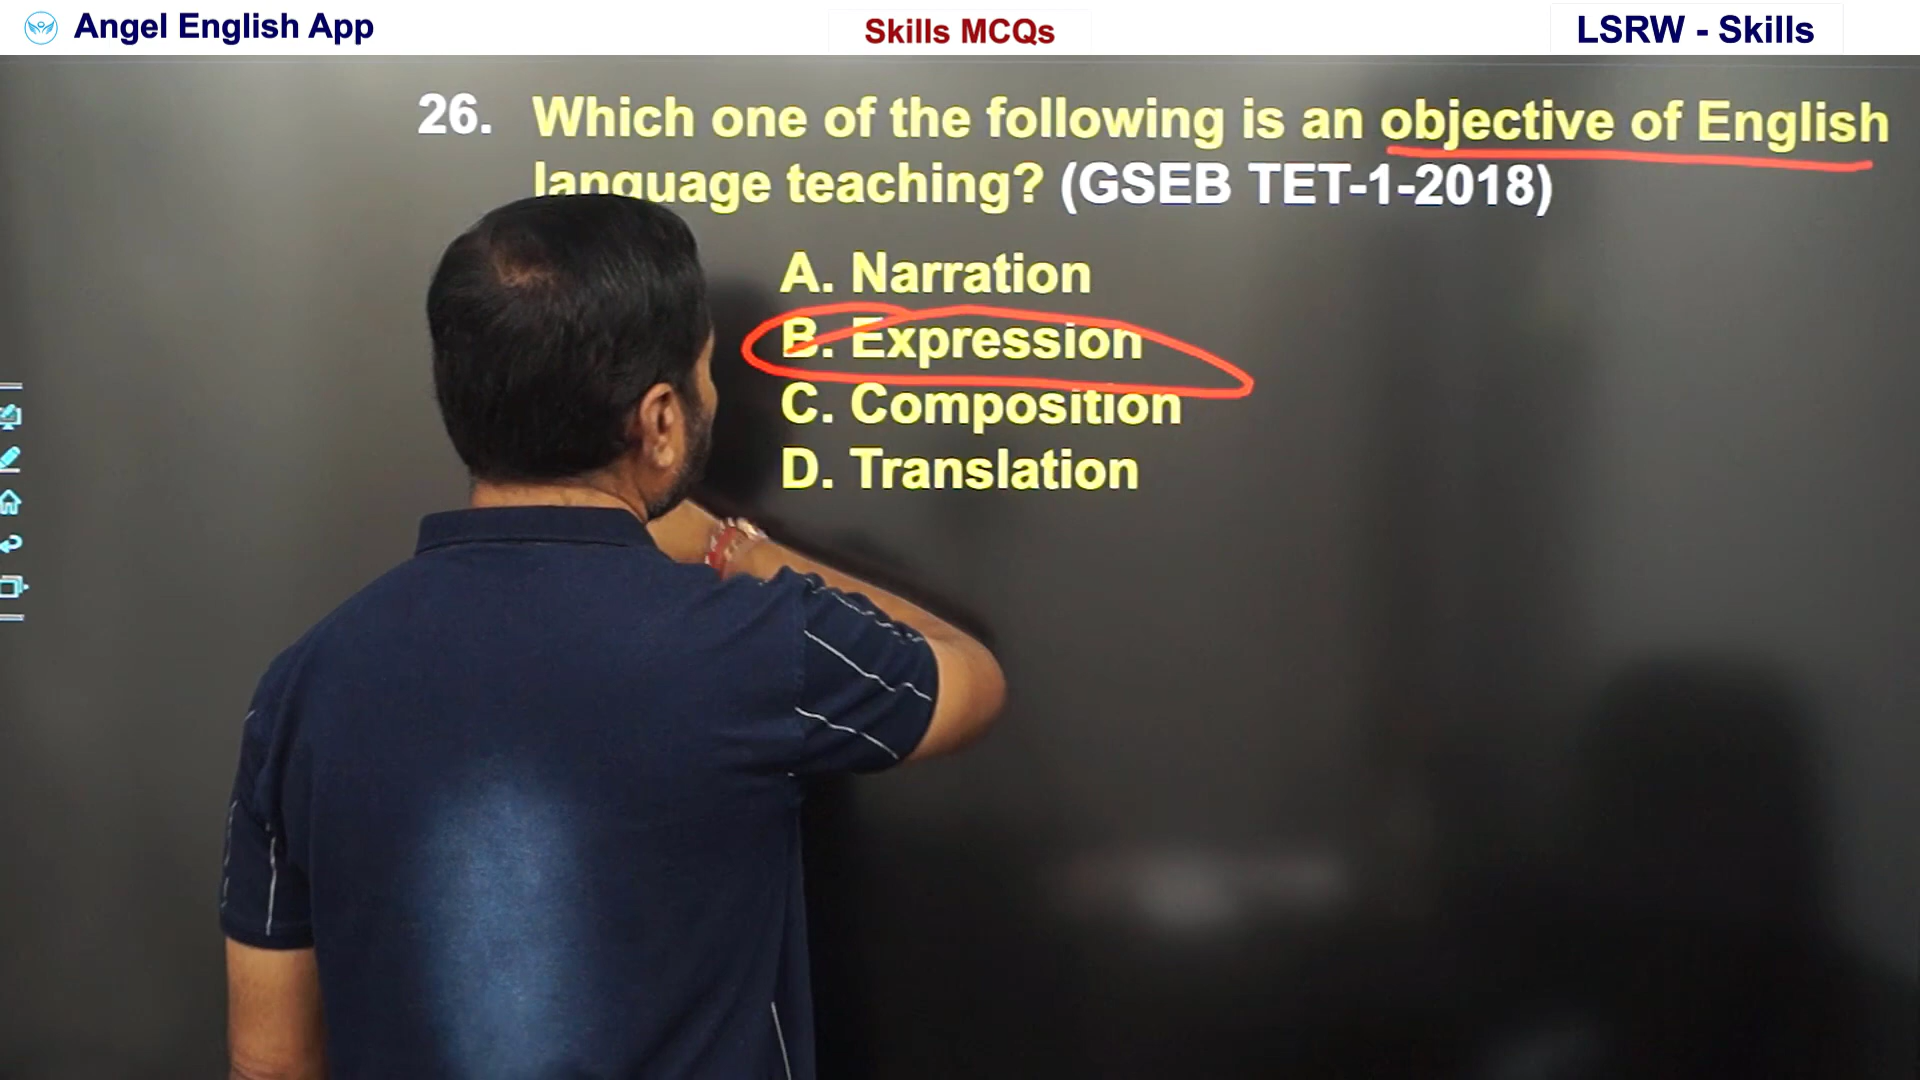 Angel English App
Skills MCQs
LSRW - Skills
26. Which one of the following is an objective of English
language teaching? (GSEB TET-1-2018)
A. Narration
B. Expression
C. Composition
D. Translation